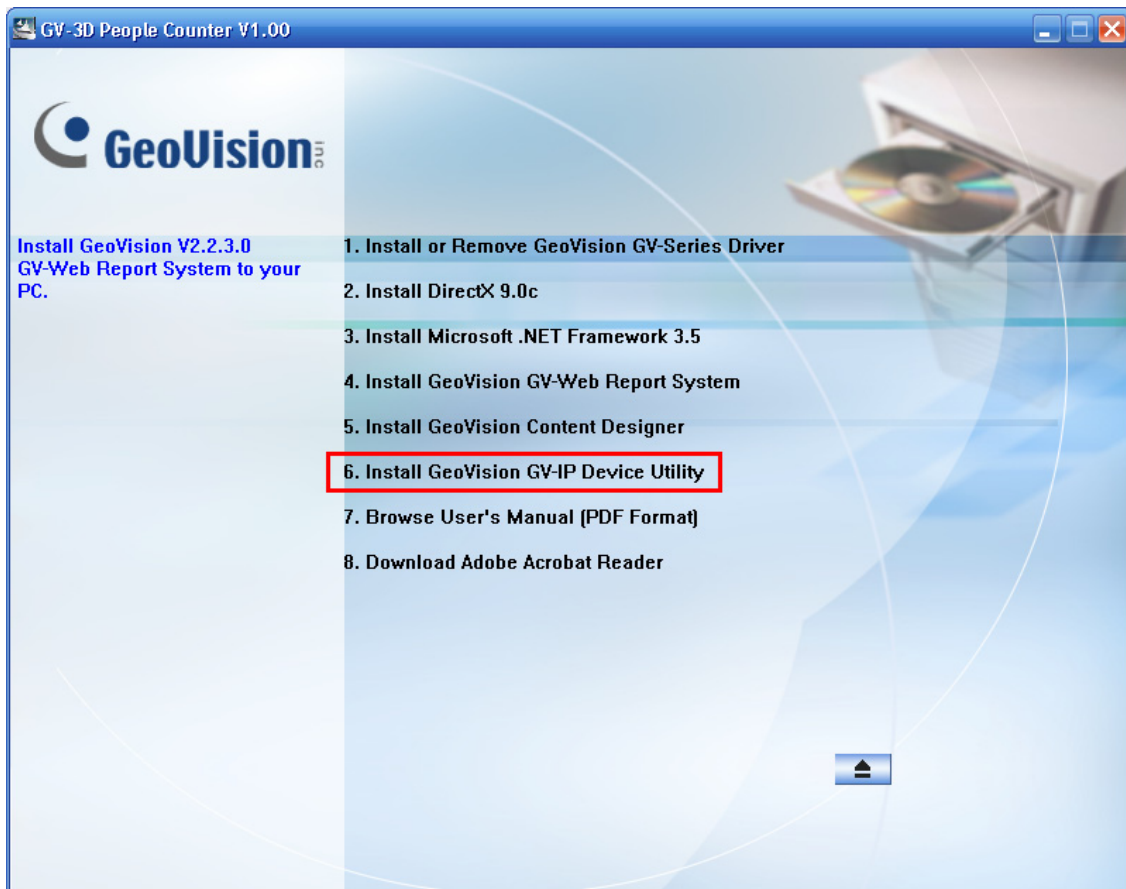 GV-3D People Counter V1.00
GeoVision inc
Install GeoVision V2.2.3.0
GV-Web Report System to your
PC.
1. Install or Remove GeoVision GV-Series Driver
2. Install DirectX 9.0c
3. Install Microsoft .NET Framework 3.5
4. Install GeoVision GV-Web Report System
5. Install GeoVision Content Designer
6. Install GeoVision GV-IP Device Utility
7. Browse User's Manual (PDF Format)
8. Download Adobe Acrobat Reader